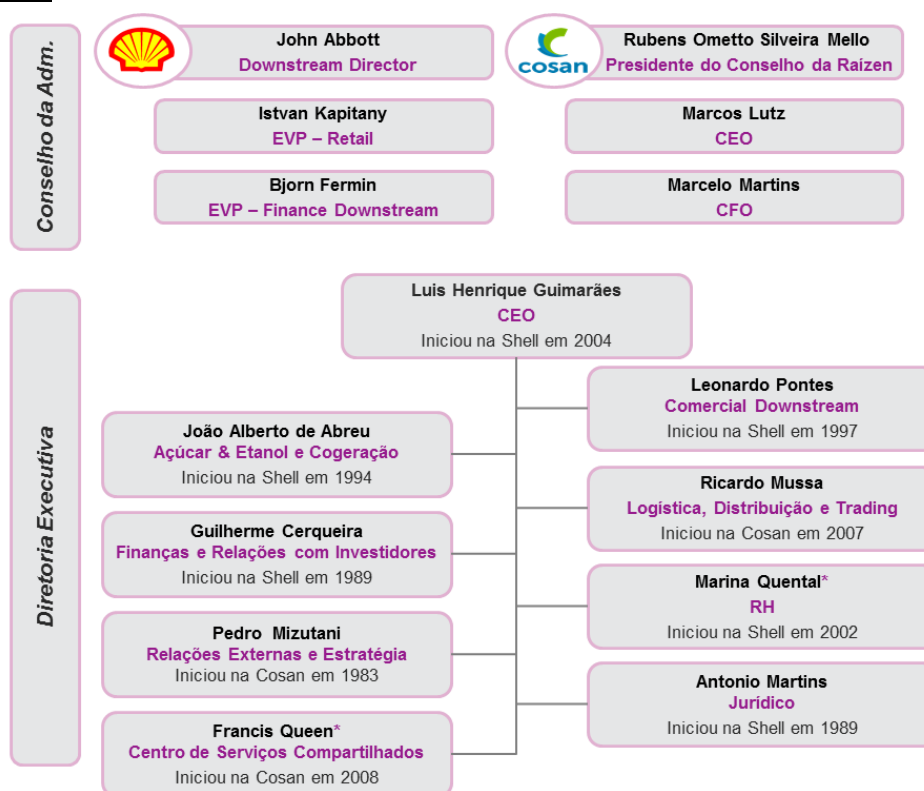 Conselho da Adm.
John Abbott
Downstream Director
cosan
Rubens Ometto Silveira Mello
Presidente do Conselho da Raizen
Istvan Kapitany
EVP – Retail
Marcos Lutz
CEO
Bjorn Fermin
EVP – Finance Downstream
Marcelo Martins
CFO
Diretoria Executiva
Luis Henrique Guimarães
CEO
Iniciou na Shell em 2004
Leonardo Pontes
Comercial Downstream
Iniciou na Shell em 1997
João Alberto de Abreu
Açúcar & Etanol e Cogeração
Iniciou na Shell em 1994
Ricardo Mussa
Logística, Distribuição e Trading
Iniciou na Cosan em 2007
Guilherme Cerqueira
Finanças e Relações com Investidores
Iniciou na Shell em 1989
Marina Quental*
RH
Iniciou na Shell em 2002
Pedro Mizutani
Relações Externas e Estratégia
Iniciou na Cosan em 1983
Antonio Martins
Jurídico
Iniciou na Shell em 1989
Francis Queen*
Centro de Serviços Compartilhados
Iniciou na Cosan em 2008